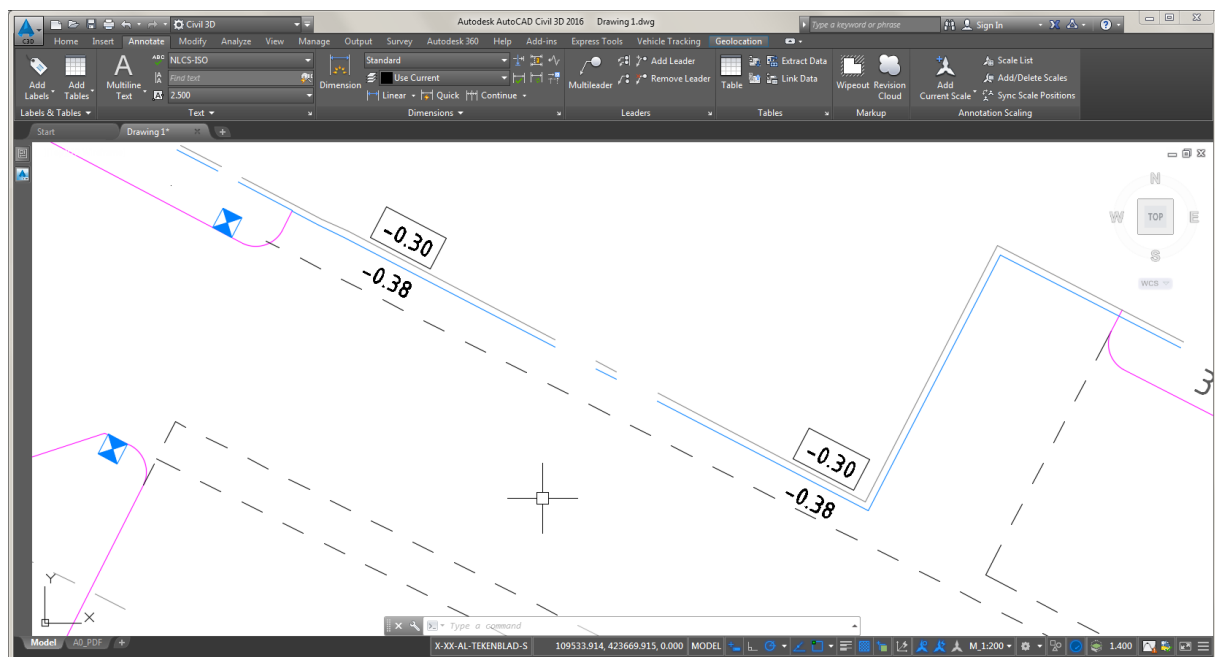 Autodesk AutoCAD Civil 3D 2016 Drawing 1.dwg
Civil 3D
Type a keyword or phrase
Sign In
C3D
Home Insert Annotate Modify Analyze View Manage Output Survey Autodesk 360 Help Add-ins Express Tools Vehicle Tracking Geolocation
Add Labels
Add Tables
Labels & Tables
Multiline Text
NLCS-ISO
Find text
2.500
Text
Dimension
Standard
Use Current
Linear Quick Continue
Dimensions
Multileader
Add Leader
Remove Leader
Leaders
Table
Extract Data
Link Data
Tables
Wipeout
Revision Cloud
Markup
Add Current Scale
Scale List
Add/Delete Scales
Sync Scale Positions
Annotation Scaling
Start Drawing 1*
N
W TOP E
S
WCS
-0.30
-0.38
3
-0.30
-0.38
Y
X
Type a command
Model A0_PDF
X-XX-AL-TEKENBLAD-S 109533.914, 423669.915, 0.000 MODEL M_1:200 1.400